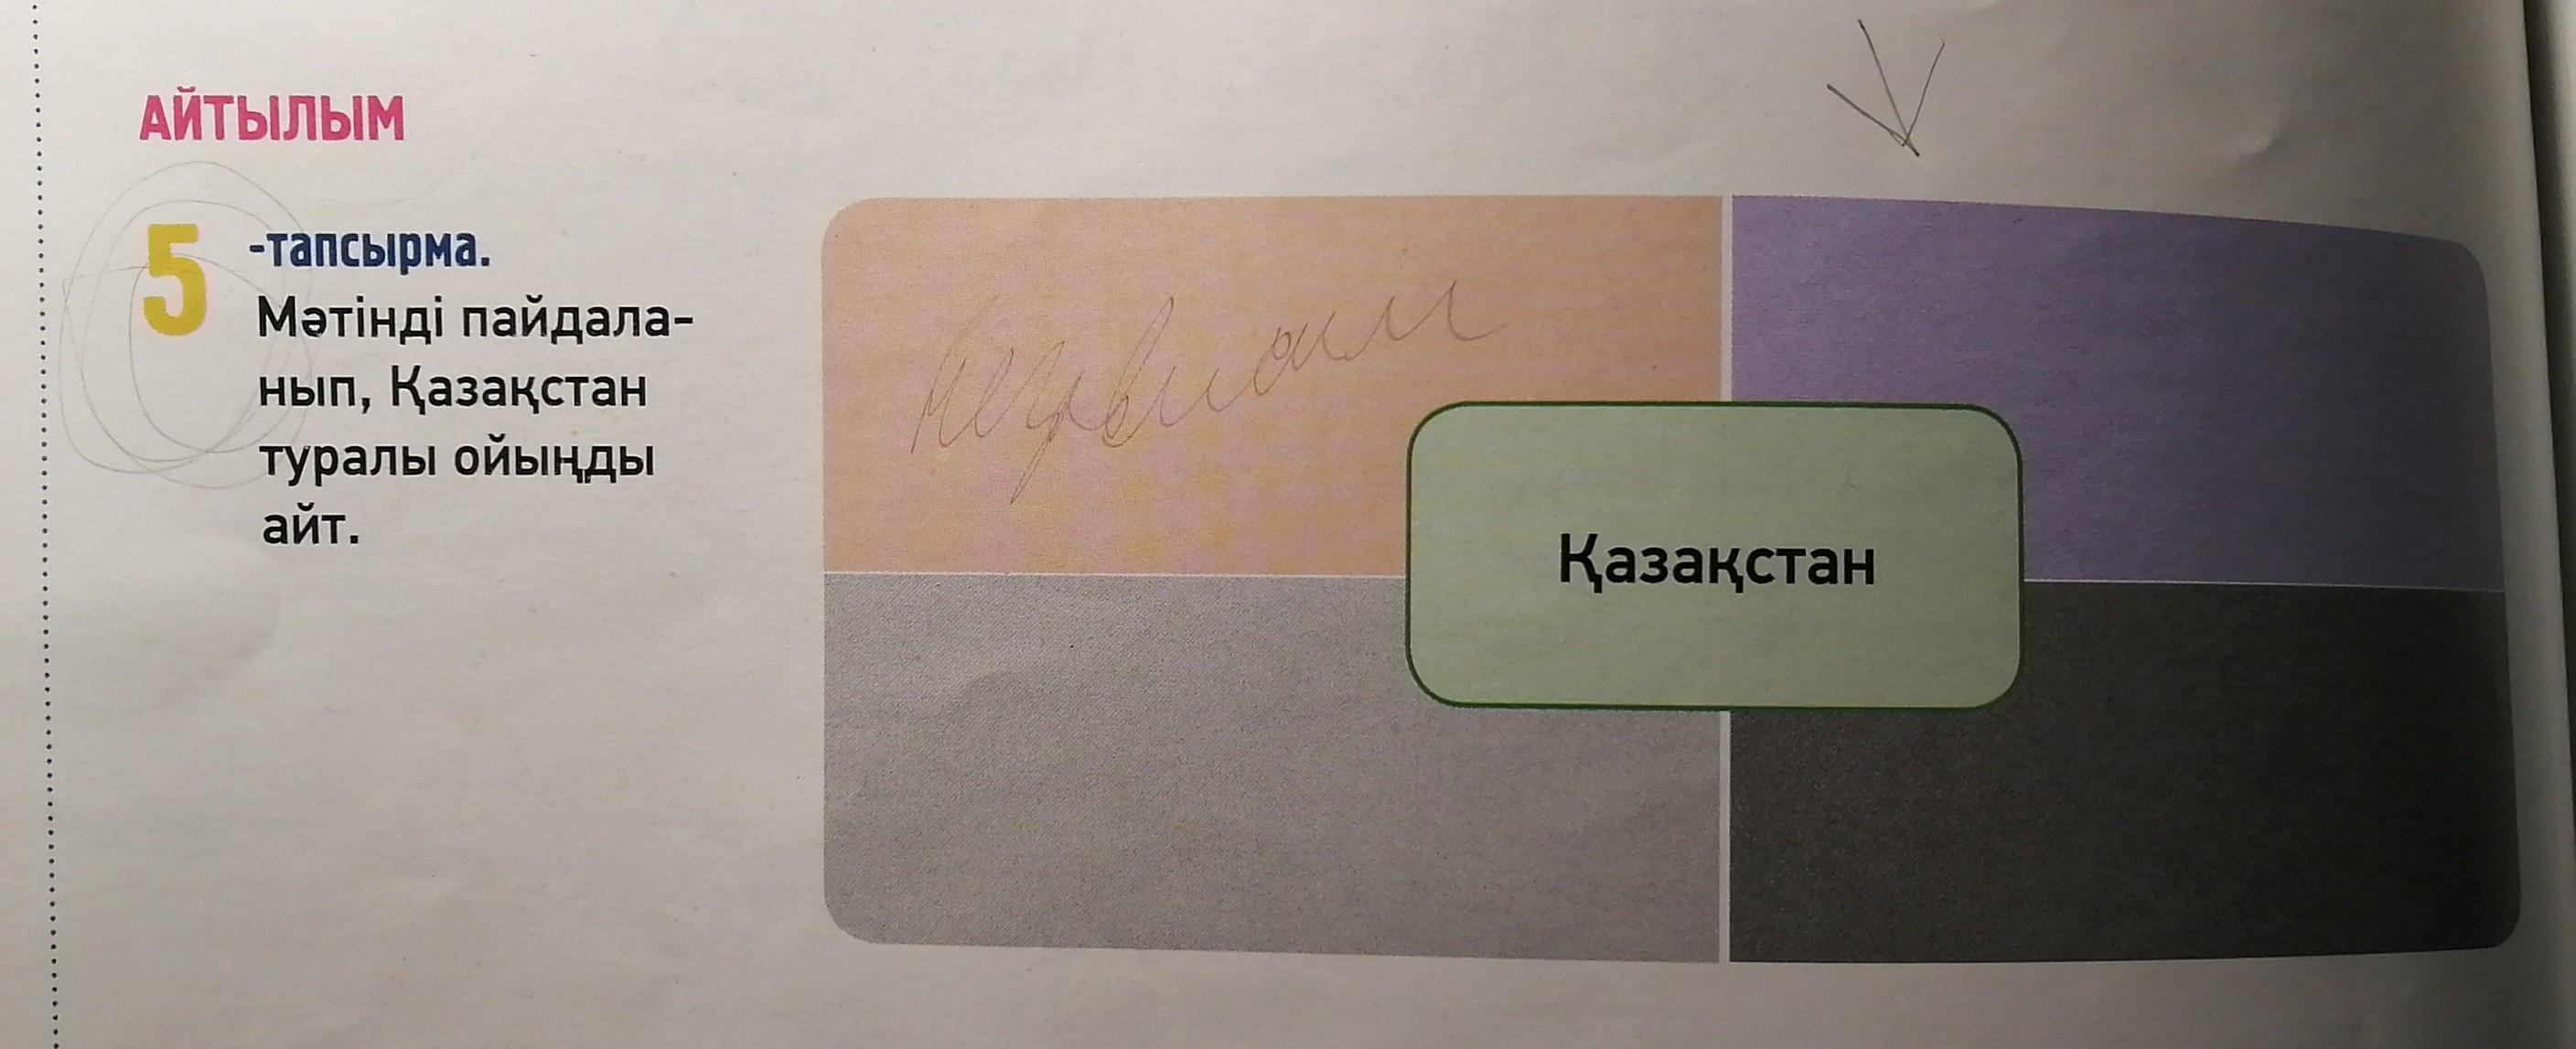 АЙТЫЛЫМ
5 -тапсырма.
Мәтінді пайдала-
нып, Қазақстан
туралы ойыңды
айт.
Қазақстан